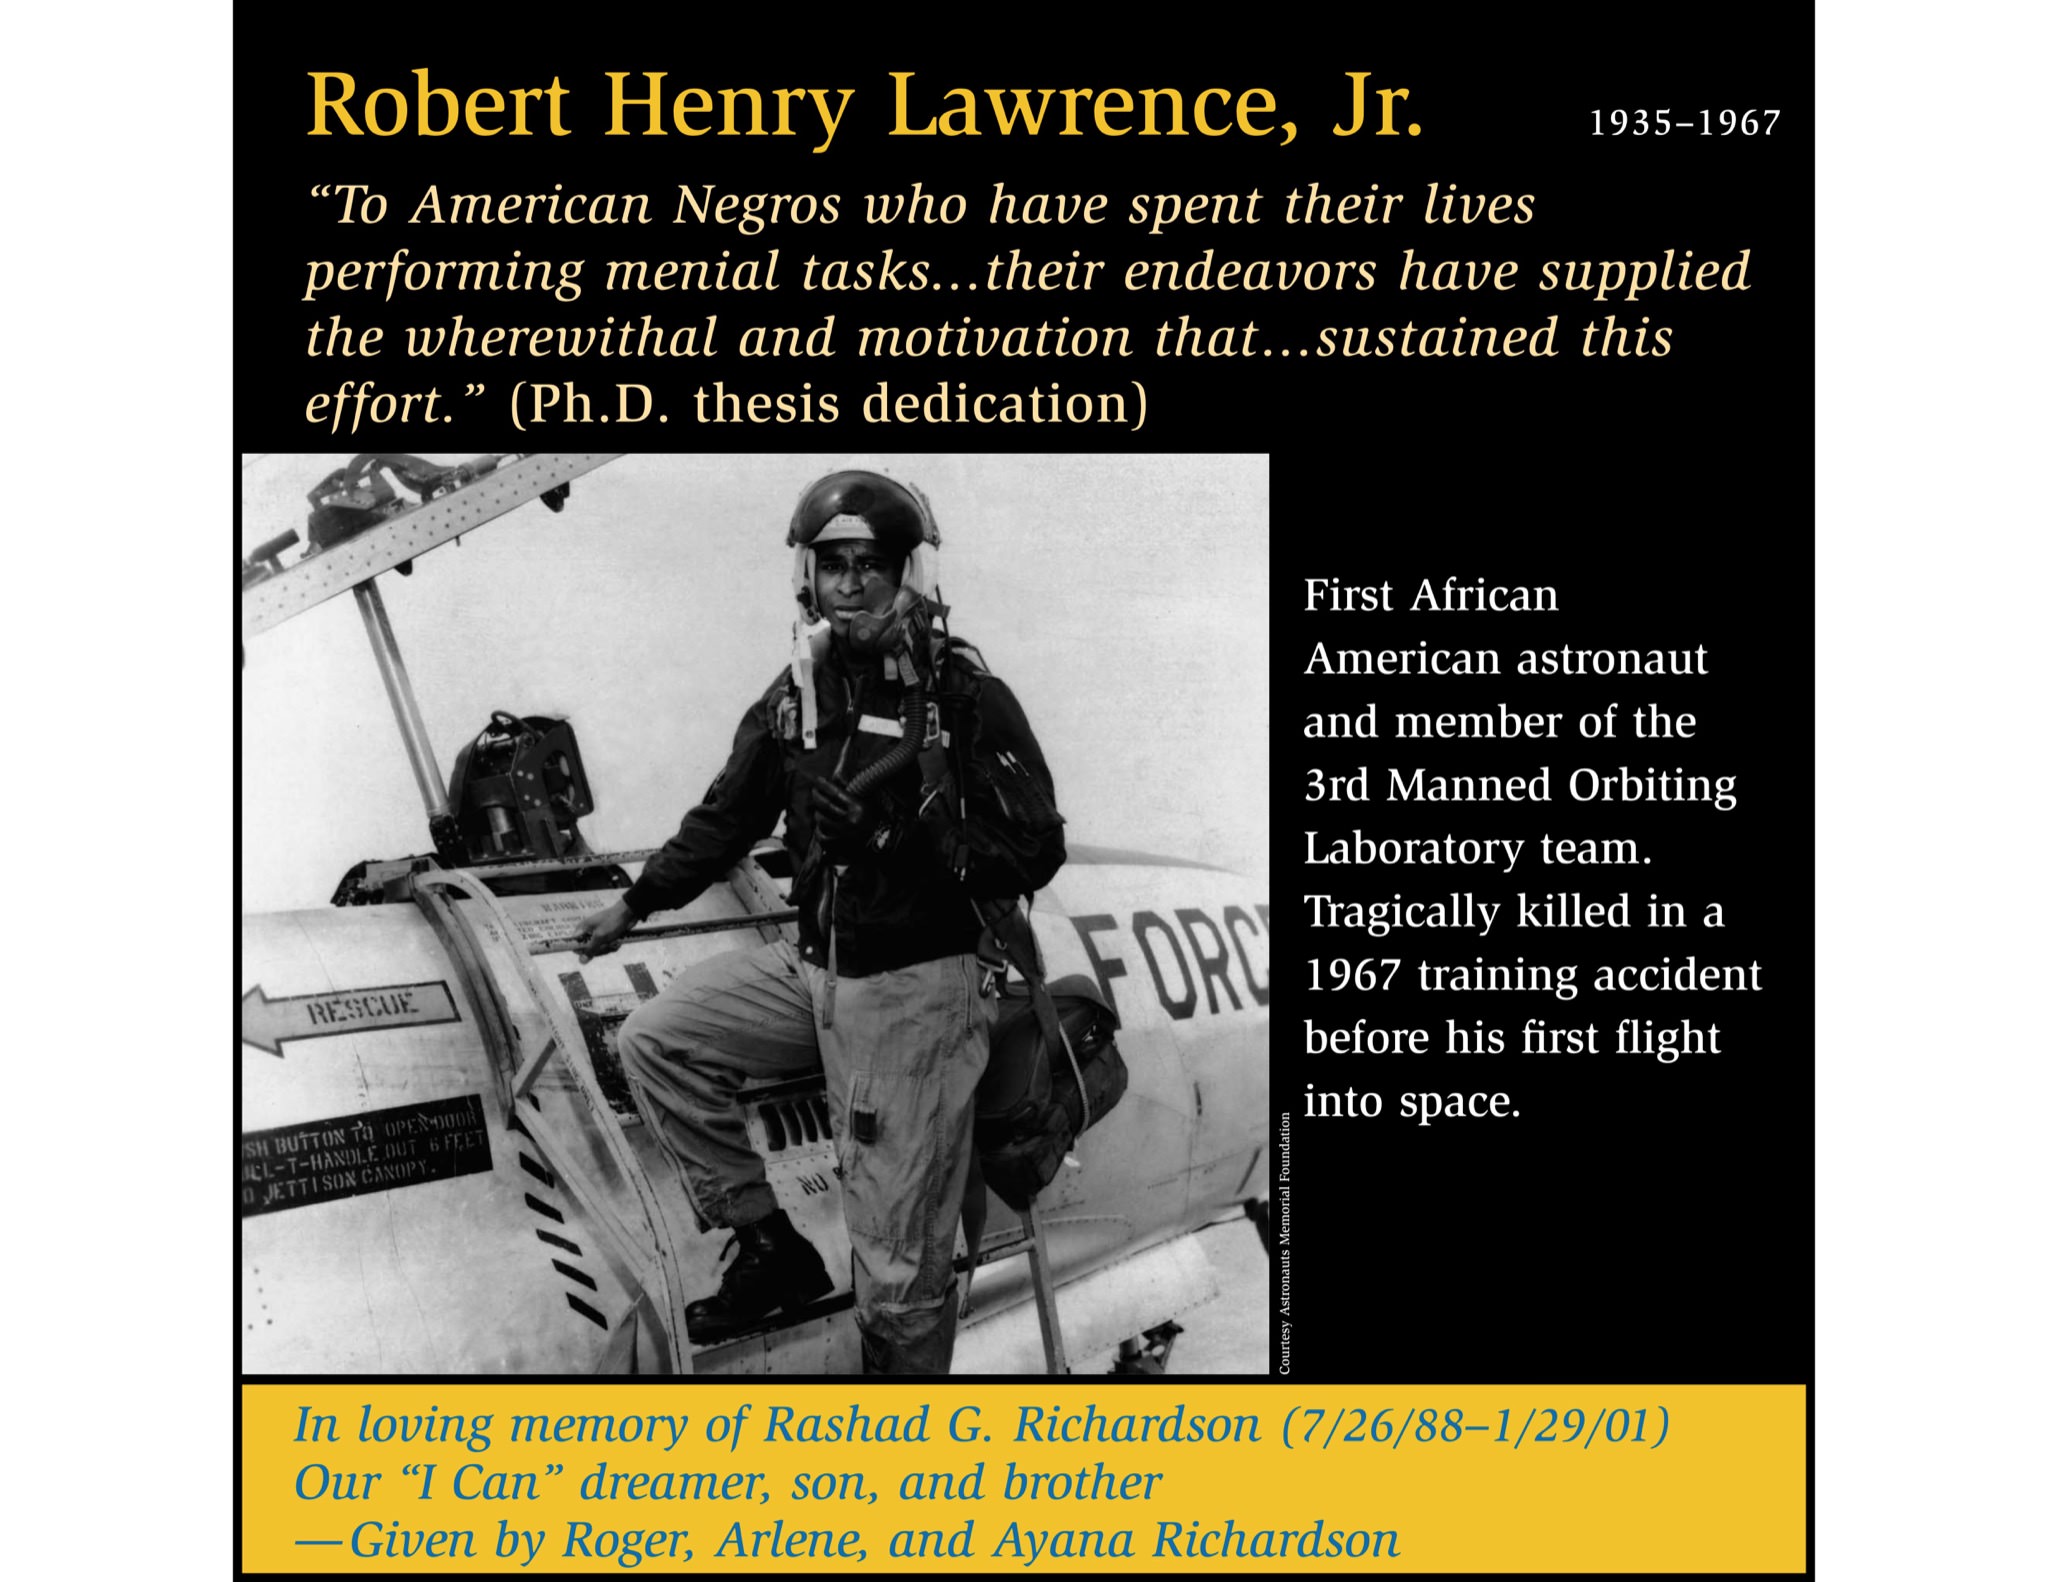 Robert Henry Lawrence, Jr.
1935–1967
“To American Negros who have spent their lives
performing menial tasks...their endeavors have supplied
the wherewithal and motivation that...sustained this
effort.” (Ph.D. thesis dedication)
RESCUE
SH BUTTON TO OPEN DOOR
LL-T-HANDLE OUT 6 FEET
O JETTISON CANOPY.
WARNING
NO
FORCE
First African
American astronaut
and member of the
3rd Manned Orbiting
Laboratory team.
Tragically killed in a
1967 training accident
before his first flight
into space.
Courtesy Astronauts Memorial Foundation
In loving memory of Rashad G. Richardson (7/26/88–1/29/01)
Our “I Can” dreamer, son, and brother
—Given by Roger, Arlene, and Ayana Richardson